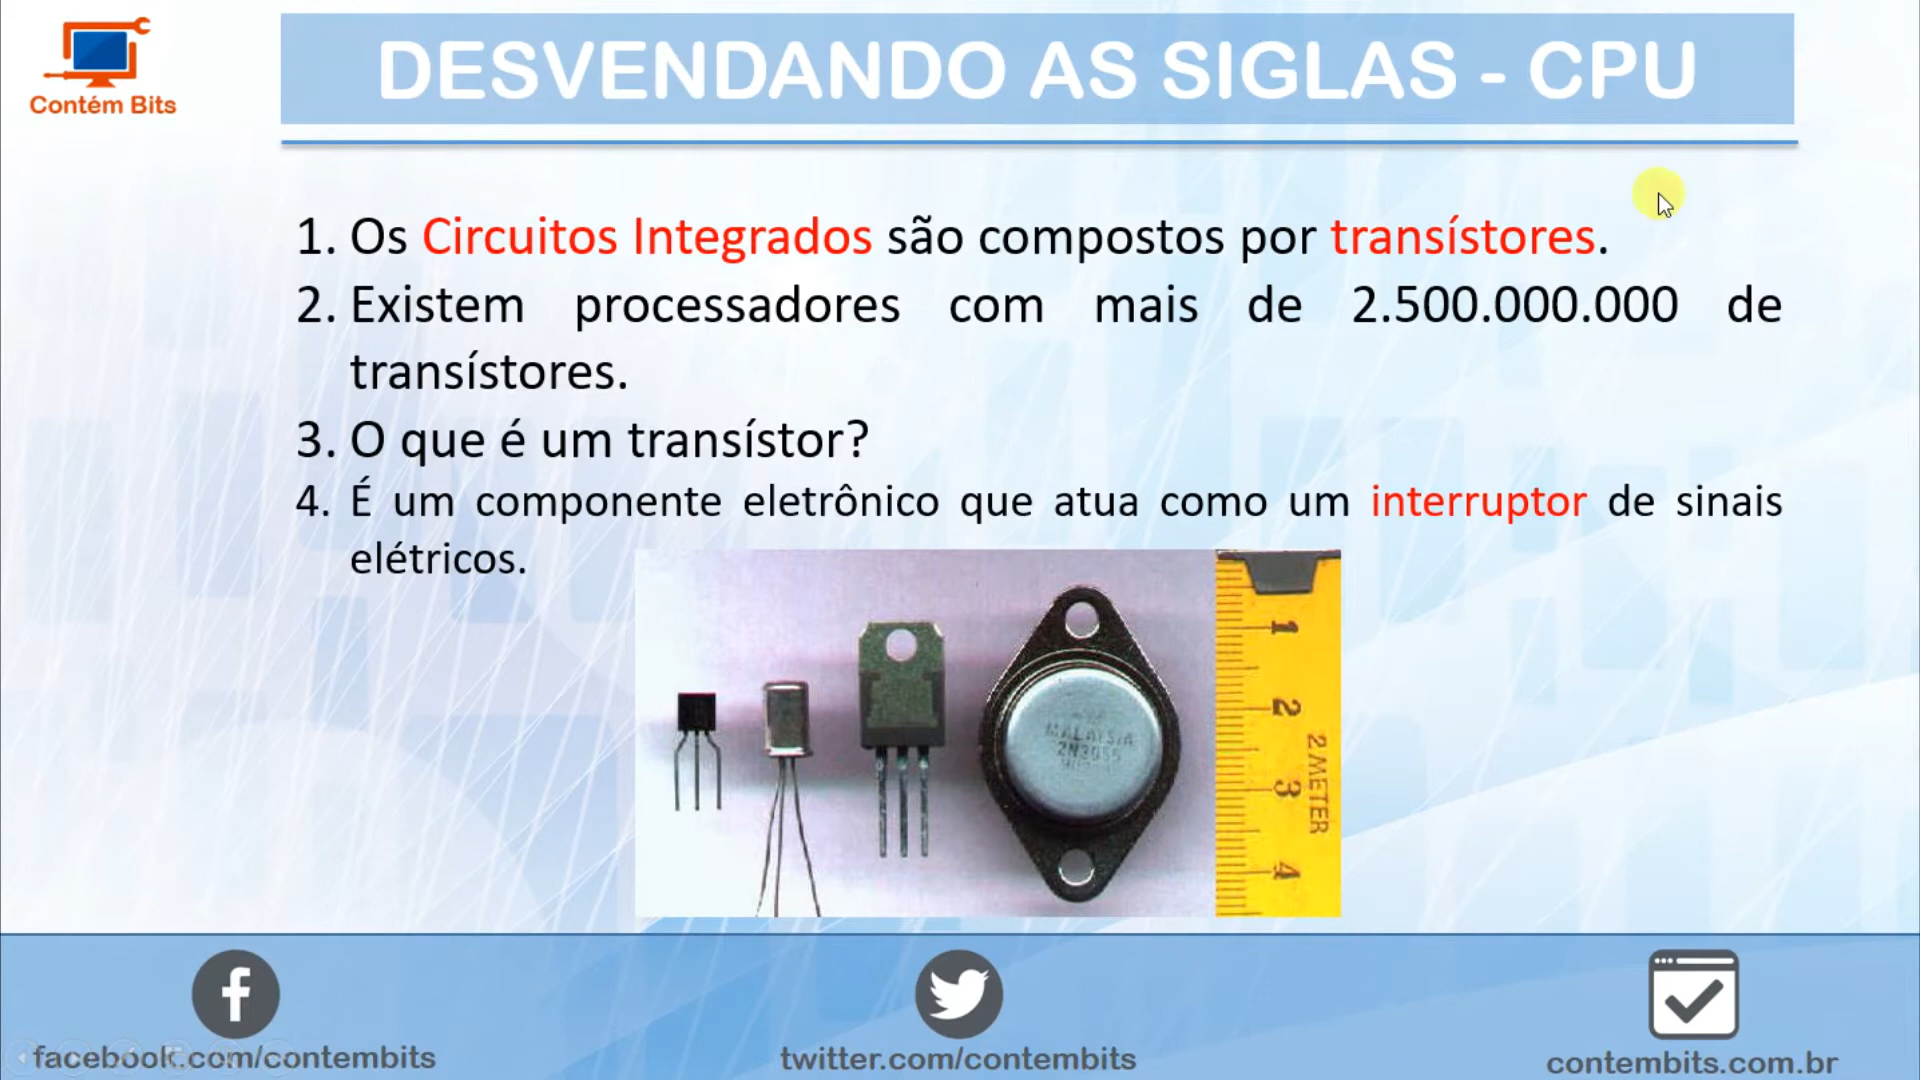 Contém Bits
DESVENDANDO AS SIGLAS - CPU
1. Os Circuitos Integrados são compostos por transístores.
2. Existem processadores com mais de 2.500.000.000 de
transístores.
3. O que é um transístor?
4. É um componente eletrônico que atua como um interruptor de sinais
elétricos.
MALAYSIA
2N3055
1
2
3
4
2 METER
facebook.com/contembits
twitter.com/contembits
contembits.com.br